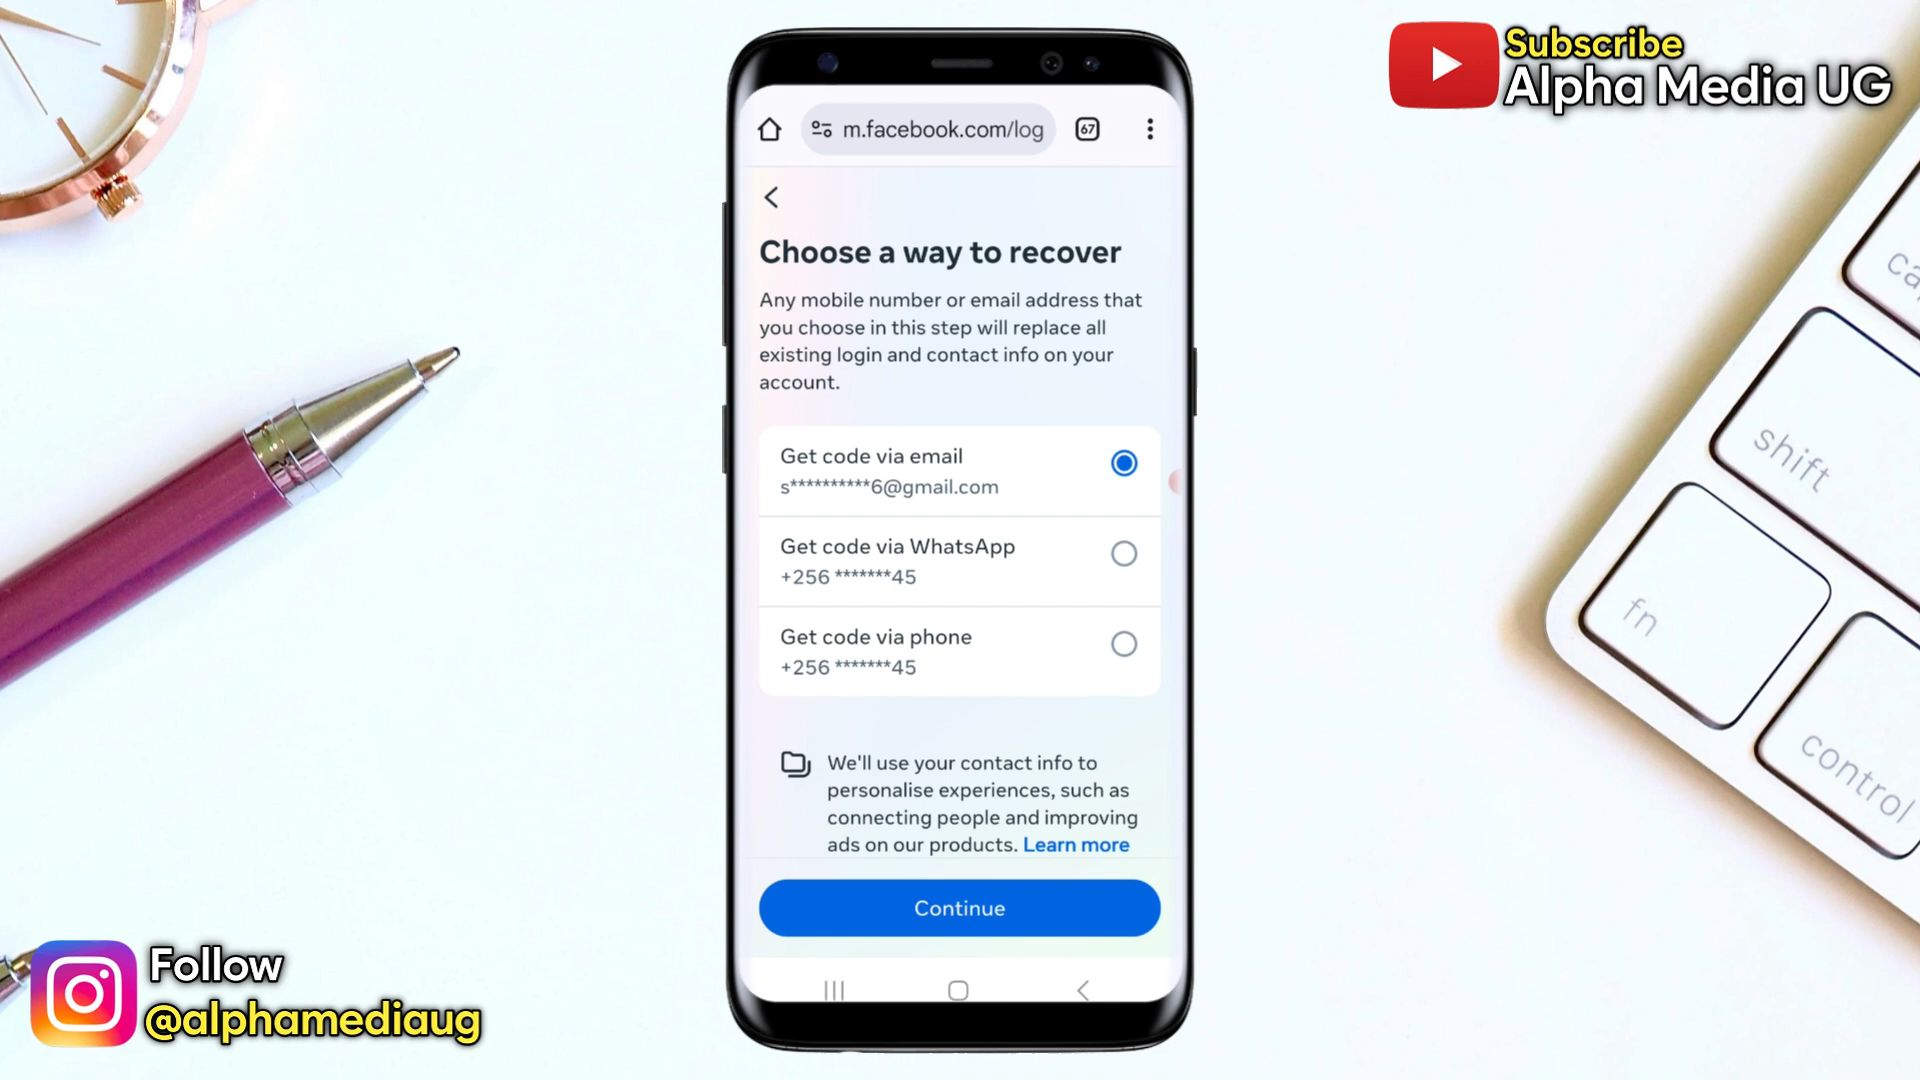 Subscribe
Alpha Media UG
m.facebook.com/log
67
Choose a way to recover
Any mobile number or email address that
you choose in this step will replace all
existing login and contact info on your
account.
Get code via email
s**********6@gmail.com
Get code via WhatsApp
+256 *******45
Get code via phone
+256 *******45
We'll use your contact info to
personalise experiences, such as
connecting people and improving
ads on our products. Learn more
Continue
shift
fn
control
Follow
@alphamediaug